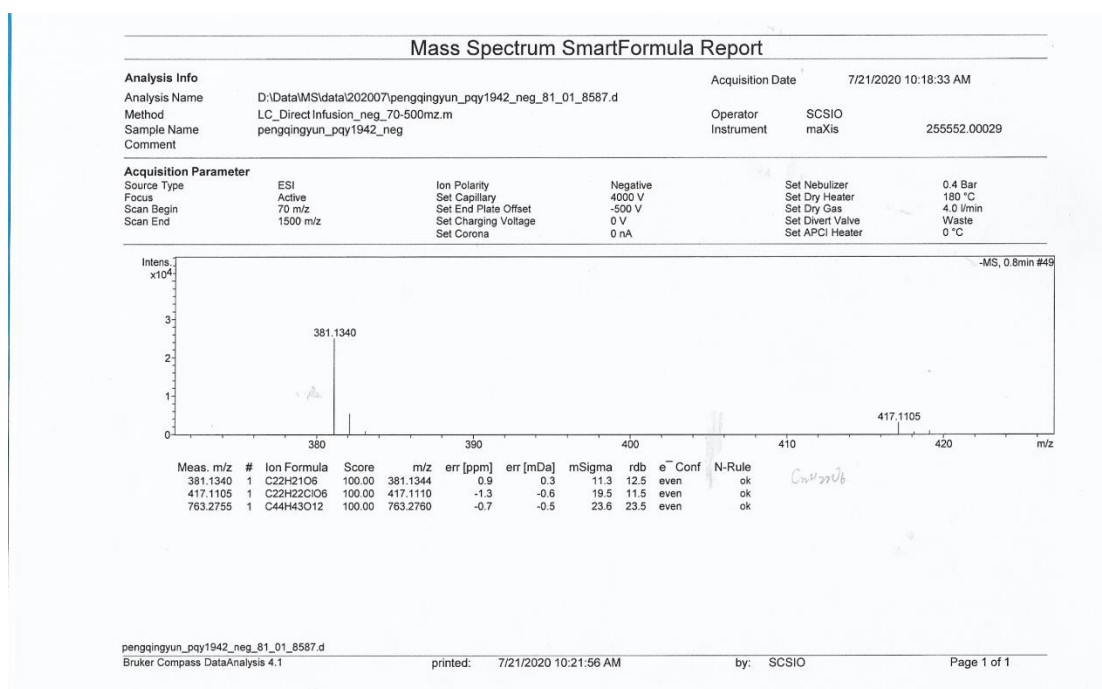 Mass Spectrum SmartFormula Report
Analysis Info Acquisition Date 7/21/2020 10:18:33 AM
Analysis Name D:\Data\MS\data\202007\pengqingyun_pqy1942_neg_81_01_8587.d
Method LC_Direct Infusion_neg_70-500mz.m Operator SCSIO
Sample Name pengqingyun_pqy1942_neg Instrument maXis 255552.00029
Comment
Acquisition Parameter
Source Type ESI Ion Polarity Negative Set Nebulizer 0.4 Bar
Focus Active Set Capillary 4000 V Set Dry Heater 180 °C
Scan Begin 70 m/z Set End Plate Offset -500 V Set Dry Gas 4.0 l/min
Scan End 1500 m/z Set Charging Voltage 0 V Set Divert Valve Waste
Set Corona 0 nA Set APCI Heater 0 °C
Intens. -MS, 0.8min #49
x10⁴
3
381.1340
2
1
417.1105
0
380 390 400 410 420 m/z
Meas. m/z # Ion Formula Score m/z err [ppm] err [mDa] mSigma rdb e⁻ Conf N-Rule
381.1340 1 C22H21O6 100.00 381.1344 0.9 0.3 11.3 12.5 even ok
417.1105 1 C22H22ClO6 100.00 417.1110 -1.3 -0.6 19.5 11.5 even ok
763.2755 1 C44H43O12 100.00 763.2760 -0.7 -0.5 23.6 23.5 even ok
pengqingyun_pqy1942_neg_81_01_8587.d
Bruker Compass DataAnalysis 4.1 printed: 7/21/2020 10:21:56 AM by: SCSIO Page 1 of 1